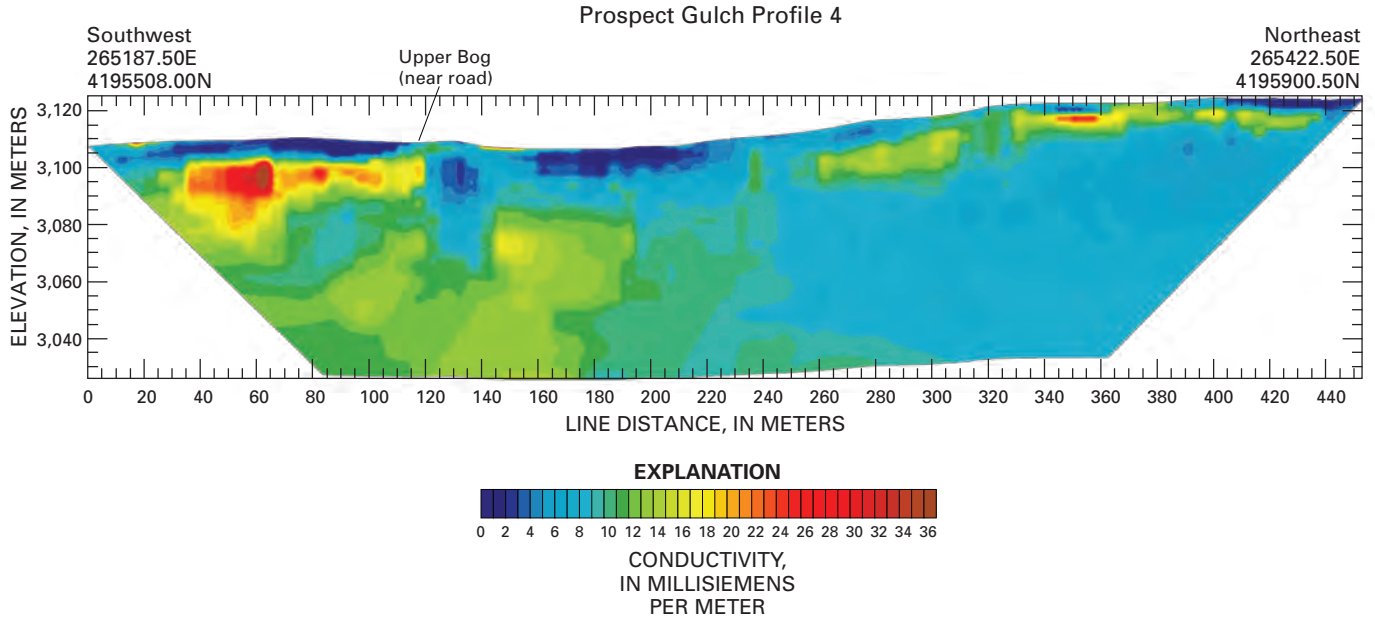 Prospect Gulch Profile 4
Southwest
265187.50E
4195508.00N
Upper Bog
(near road)
Northeast
265422.50E
4195900.50N
ELEVATION, IN METERS
3,120
3,100
3,080
3,060
3,040
0 20 40 60 80 100 120 140 160 180 200 220 240 260 280 300 320 340 360 380 400 420 440
LINE DISTANCE, IN METERS
EXPLANATION
0 2 4 6 8 10 12 14 16 18 20 22 24 26 28 30 32 34 36
CONDUCTIVITY,
IN MILLISIEMENS
PER METER